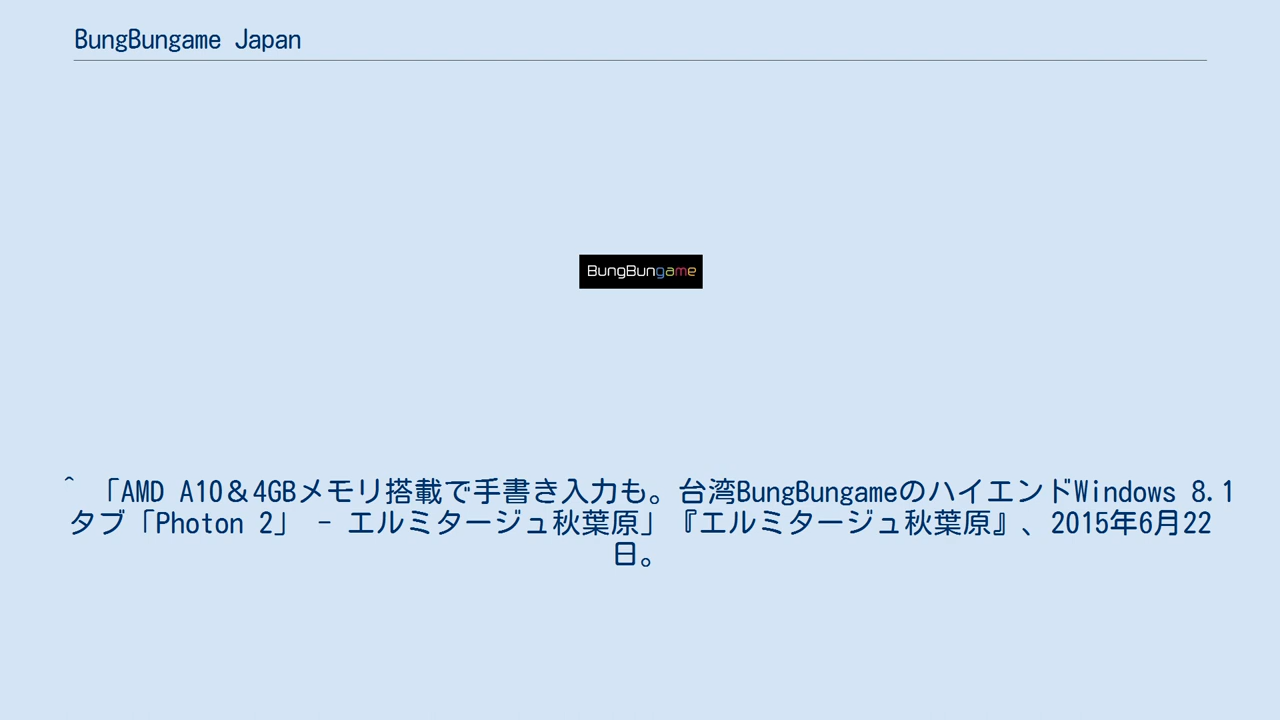 BungBungame Japan
BungBungame
^ 「AMD A10＆4GBメモリ搭載で手書き入力も。台湾BungBungameのハイエンドWindows 8.1
タブ「Photon 2」 - エルミタージュ秋葉原」『エルミタージュ秋葉原』、2015年6月22
日。